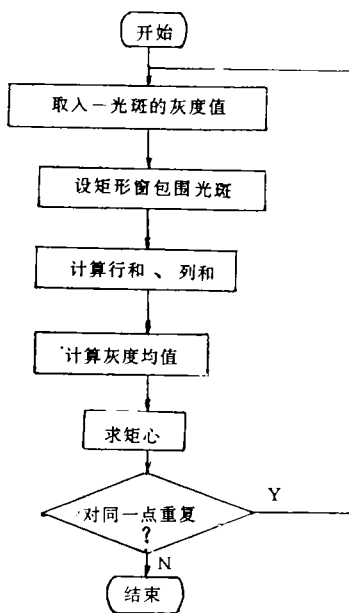 开始
取入一光斑的灰度值
设矩形窗包围光斑
计算行和、列和
计算灰度均值
求矩心
对同一点重复
?
Y
N
结束